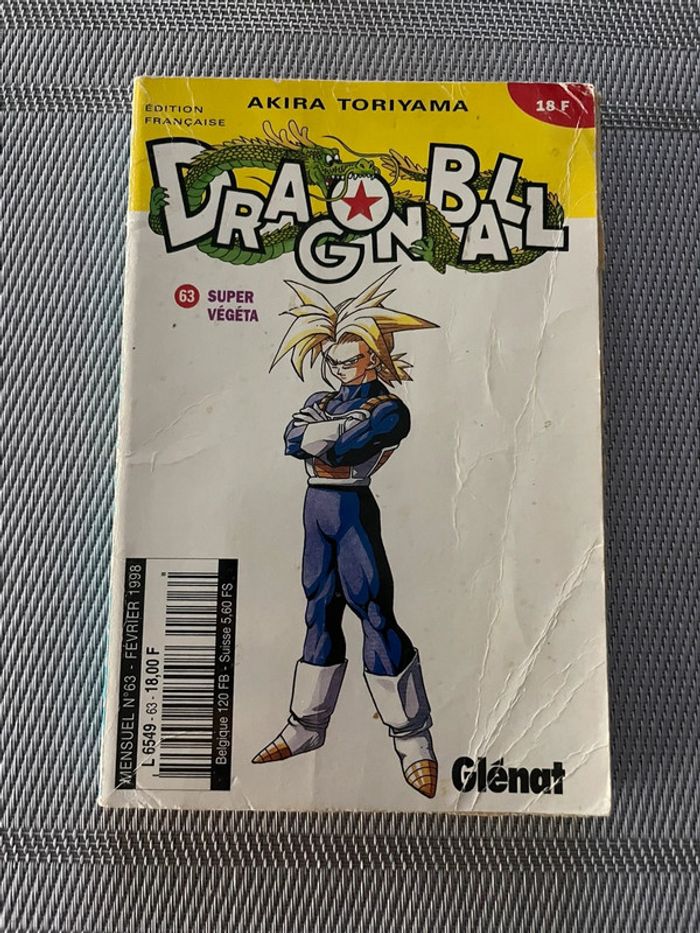 ÉDITION
FRANÇAISE
AKIRA TORIYAMA
18 F
DRAGON BALL
63 SUPER
VÉGÉTA
MENSUEL N°63 - FÉVRIER 1998
L 6549 - 63 - 18,00 F
Belgique 120 FB - Suisse 5,60 FS
Glénat